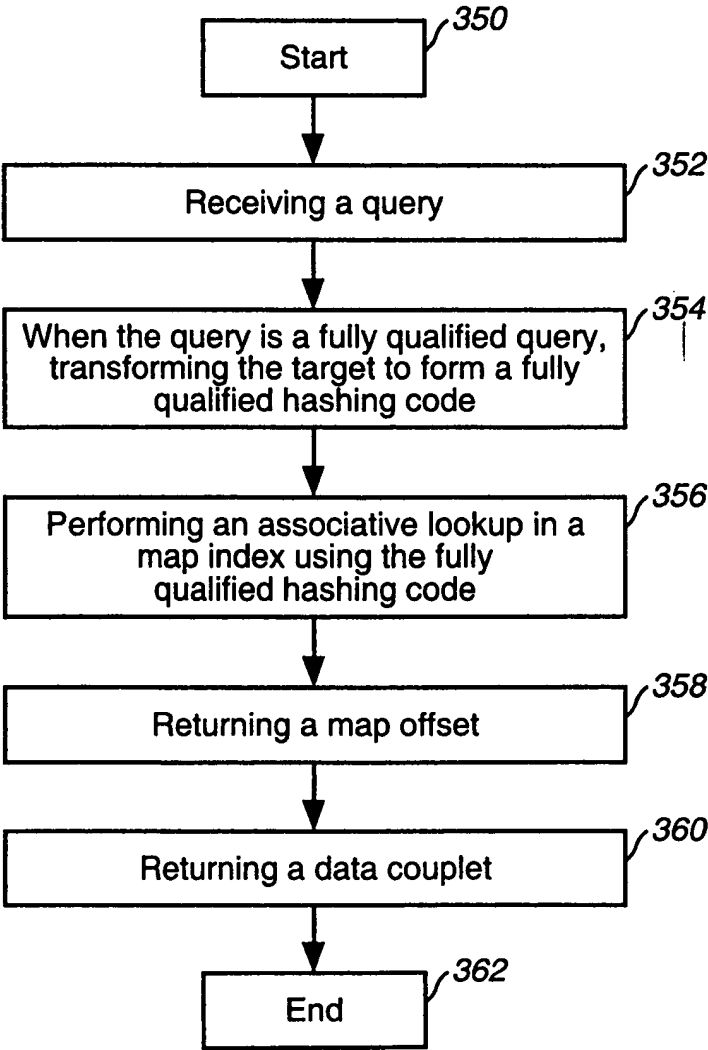 350
Start
352
Receiving a query
354
When the query is a fully qualified query,
transforming the target to form a fully
qualified hashing code
356
Performing an associative lookup in a
map index using the fully
qualified hashing code
358
Returning a map offset
360
Returning a data couplet
362
End